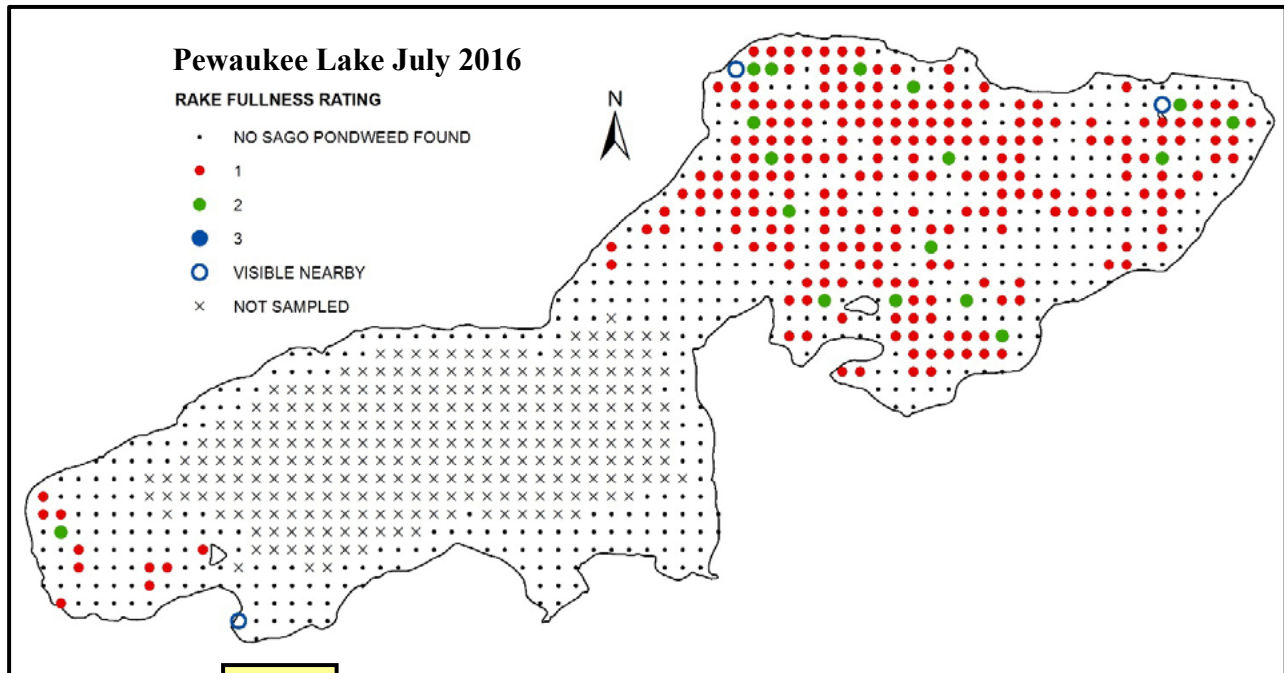 Pewaukee Lake July 2016
RAKE FULLNESS RATING
NO SAGO PONDWEED FOUND
1
2
3
VISIBLE NEARBY
NOT SAMPLED
N